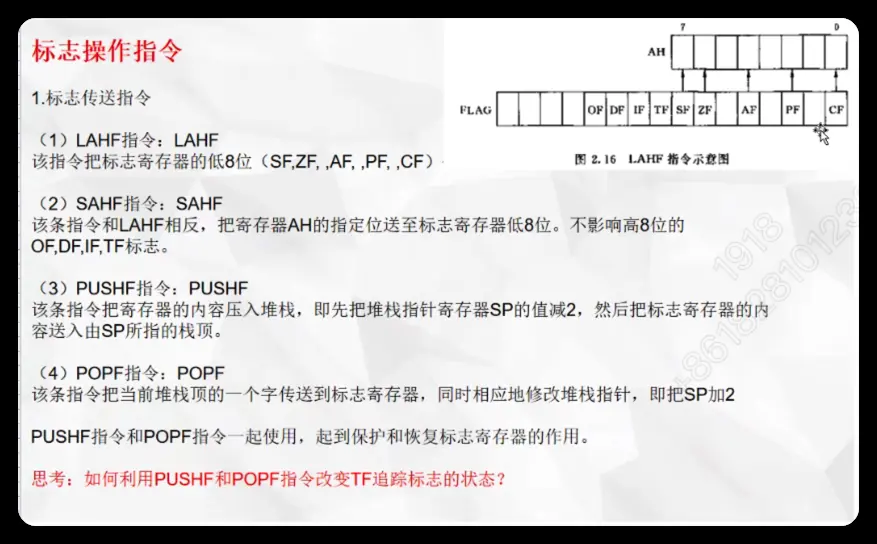 标志操作指令
7 0
AH
FLAG OF DF IF TF SF ZF AF PF CF
图 2.16 LAHF 指令示意图
1.标志传送指令
（1）LAHF指令：LAHF
该指令把标志寄存器的低8位（SF,ZF, ,AF, ,PF, ,CF）
（2）SAHF指令：SAHF
该条指令和LAHF相反，把寄存器AH的指定位送至标志寄存器低8位。不影响高8位的
OF,DF,IF,TF标志。
（3）PUSHF指令：PUSHF
该条指令把寄存器的内容压入堆栈，即先把堆栈指针寄存器SP的值减2，然后把标志寄存器的内
容送入由SP所指的栈顶。
（4）POPF指令：POPF
该条指令把当前堆栈顶的一个字传送到标志寄存器，同时相应地修改堆栈指针，即把SP加2
PUSHF指令和POPF指令一起使用，起到保护和恢复标志寄存器的作用。
思考：如何利用PUSHF和POPF指令改变TF追踪标志的状态？
1918